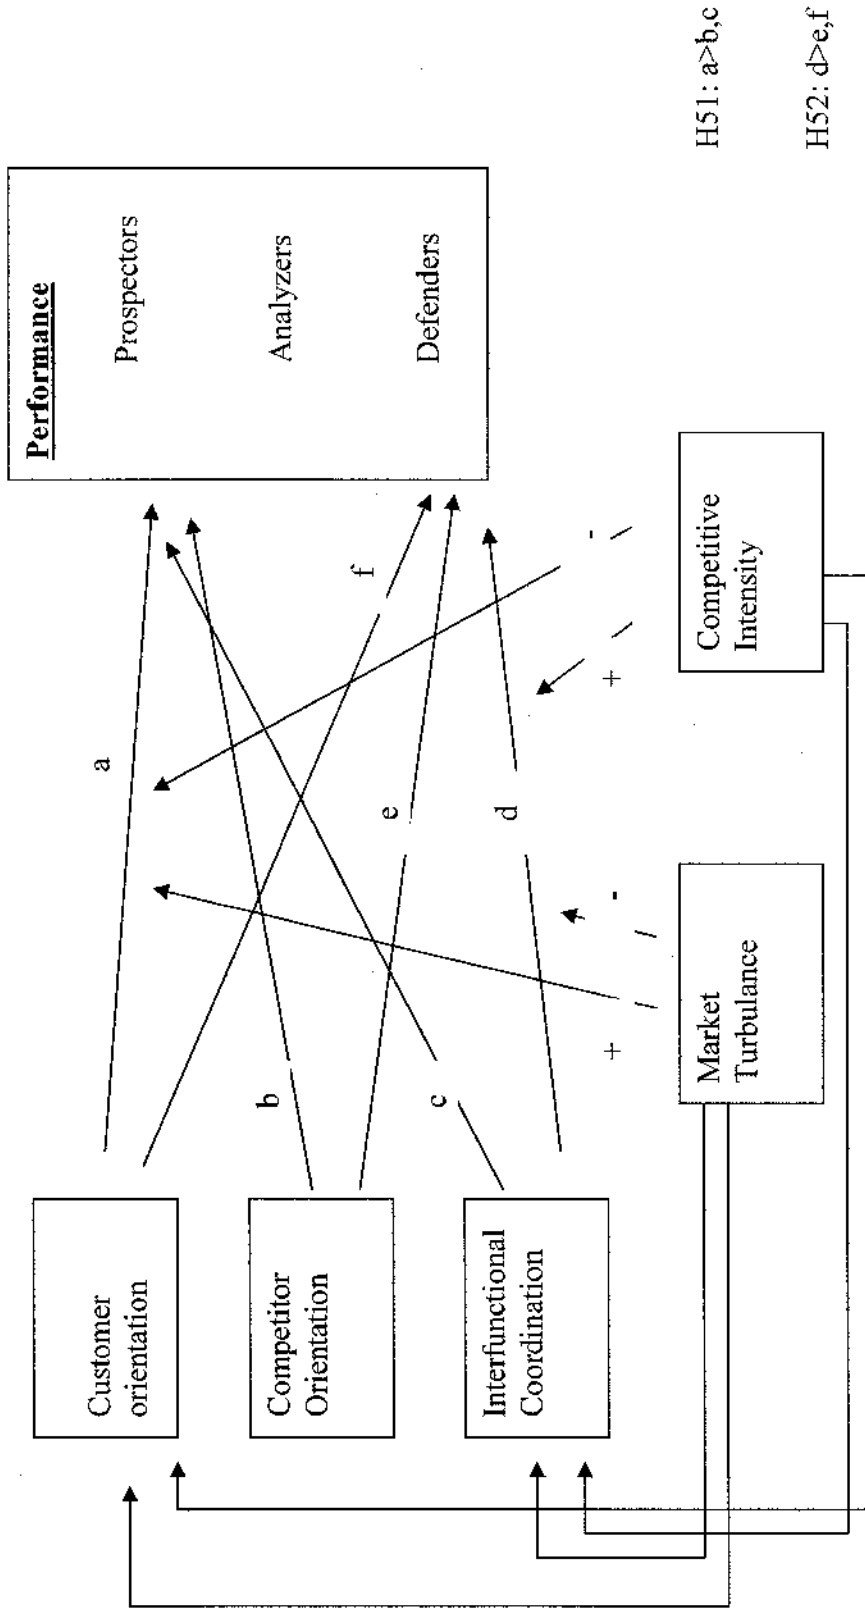 Performance
Prospectors
Analyzers
Defenders
Customer
orientation
Competitor
Orientation
Interfunctional
Coordination
a
f
b
e
c
d
+
-
+
-
Market
Turbulance
Competitive
Intensity
H51: a>b,c
H52: d>e,f